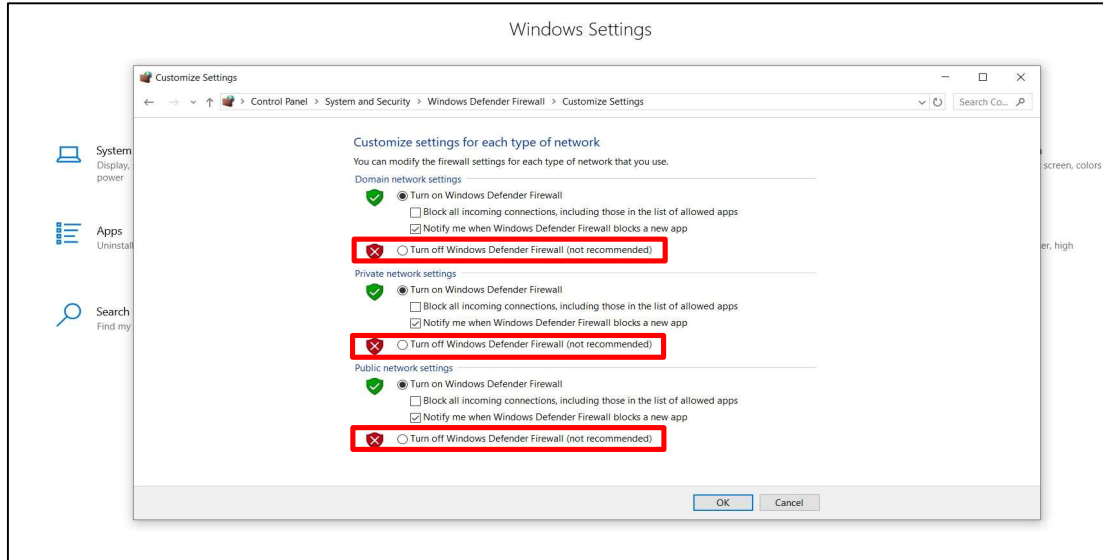 Windows Settings
Customize Settings
Control Panel > System and Security > Windows Defender Firewall > Customize Settings
Search Co...
Customize settings for each type of network
You can modify the firewall settings for each type of network that you use.
Domain network settings
Turn on Windows Defender Firewall
Block all incoming connections, including those in the list of allowed apps
Notify me when Windows Defender Firewall blocks a new app
Turn off Windows Defender Firewall (not recommended)
Private network settings
Turn on Windows Defender Firewall
Block all incoming connections, including those in the list of allowed apps
Notify me when Windows Defender Firewall blocks a new app
Turn off Windows Defender Firewall (not recommended)
Public network settings
Turn on Windows Defender Firewall
Block all incoming connections, including those in the list of allowed apps
Notify me when Windows Defender Firewall blocks a new app
Turn off Windows Defender Firewall (not recommended)
OK Cancel
System
Display,
power
Apps
Uninstall
Search
Find my
screen, colors
er, high